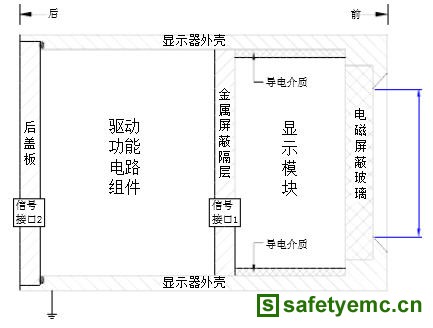 后
前
显示器外壳
导电介质
后盖板
驱动
功能
电路
组件
金属屏蔽隔层
显示模块
电磁屏蔽玻璃
信号
接口2
信号
接口1
导电介质
显示器外壳
S safetyemc.cn